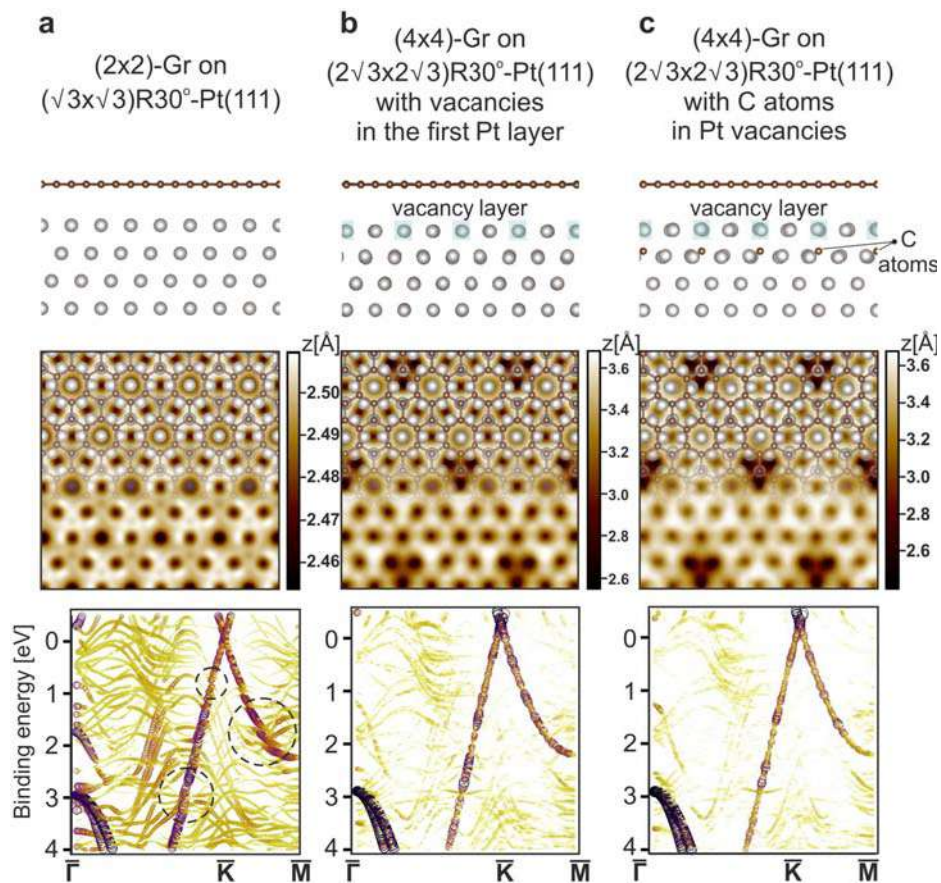 a
(2x2)-Gr on
(√3x√3)R30°-Pt(111)
b
(4x4)-Gr on
(2√3x2√3)R30°-Pt(111)
with vacancies
in the first Pt layer
c
(4x4)-Gr on
(2√3x2√3)R30°-Pt(111)
with C atoms
in Pt vacancies
vacancy layer
vacancy layer
C
atoms
z[Å]
2.50
2.49
2.48
2.47
2.46
z[Å]
3.6
3.4
3.2
3.0
2.8
2.6
z[Å]
3.6
3.4
3.2
3.0
2.8
2.6
Binding energy [eV]
0
1
2
3
4
Γ̅ K̅ M̅
0
1
2
3
4
Γ̅ K̅ M̅
0
1
2
3
4
Γ̅ K̅ M̅